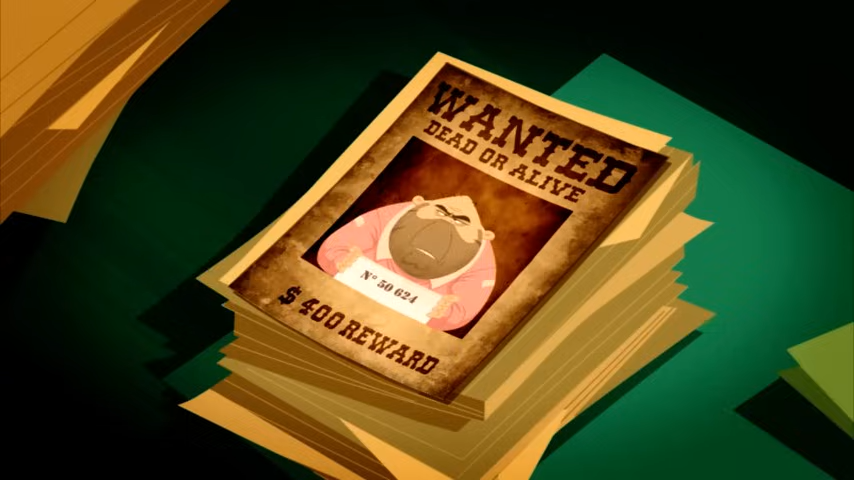 WANTED
DEAD OR ALIVE
N° 50 624
$ 400 REWARD